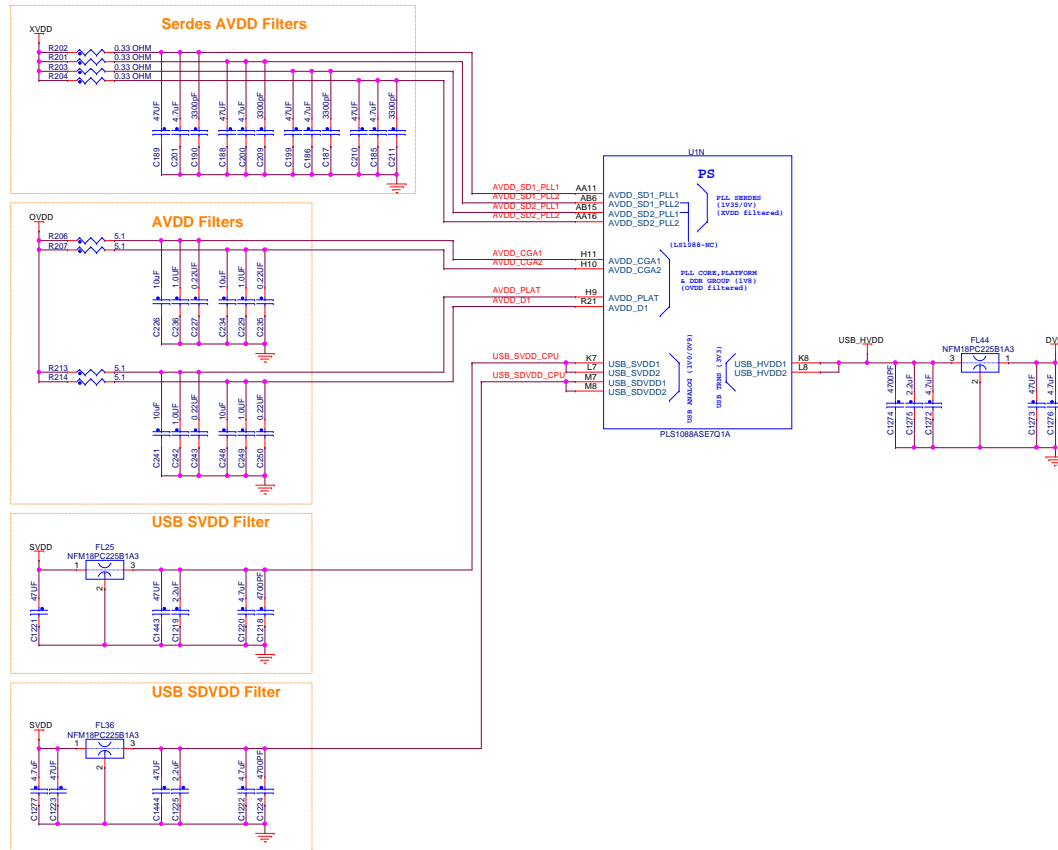 Serdes AVDD Filters
XVDD
R202 0.33 OHM
R201 0.33 OHM
R203 0.33 OHM
R204 0.33 OHM
47UF 4.7uF 3300pF 47UF 4.7uF 3300pF 47UF 4.7uF 3300pF 47UF 4.7uF 3300pF
C189 C201 C190 C188 C200 C209 C199 C186 C187 C210 C185 C211
AVDD Filters
OVDD
R206 5.1
R207 5.1
10uF 1.0UF 0.22UF 10uF 1.0UF 0.22UF
C226 C236 C227 C234 C229 C235
R213 5.1
R214 5.1
10uF 1.0UF 0.22UF 10uF 1.0UF 0.22UF
C241 C242 C243 C248 C249 C250
USB SVDD Filter
SVDD
FL25
NFM18PC225B1A3
1 3
2
47UF 47UF 2.2uF 4.7uF 4700PF
C1221 C1443 C1219 C1220 C1218
USB SDVDD Filter
SVDD
FL36
NFM18PC225B1A3
1 3
2
4.7uF 47UF 47UF 2.2uF 4.7uF 4700PF
C1277 C1223 C1444 C1225 C1222 C1224
U1N
PS
AVDD_SD1_PLL1 AA11 AVDD_SD1_PLL1
AVDD_SD1_PLL2 AB6 AVDD_SD1_PLL2
AVDD_SD2_PLL1 AB15 AVDD_SD2_PLL1
AVDD_SD2_PLL2 AA16 AVDD_SD2_PLL2
PLL SERDES
(1V35/0V)
(XVDD filtered)
(LS1088-NC)
AVDD_CGA1 H11 AVDD_CGA1
AVDD_CGA2 H10 AVDD_CGA2
PLL CORE,PLATFORM
& DDR GROUP (1V8)
(OVDD filtered)
AVDD_PLAT H9 AVDD_PLAT
AVDD_D1 R21 AVDD_D1
USB_SVDD_CPU K7 USB_SVDD1
L7 USB_SVDD2
USB_SDVDD_CPU M7 USB_SDVDD1
M8 USB_SDVDD2
USB ANALOG (1V0/0V9)
USB TRNS (3V3)
USB_HVDD1 K8
USB_HVDD2 L8
PLS1088ASE7Q1A
USB_HVDD
FL44
NFM18PC225B1A3
3 1
2
4700PF 2.2uF 4.7uF 47UF 4.7uF
C1274 C1275 C1272 C1273 C1276